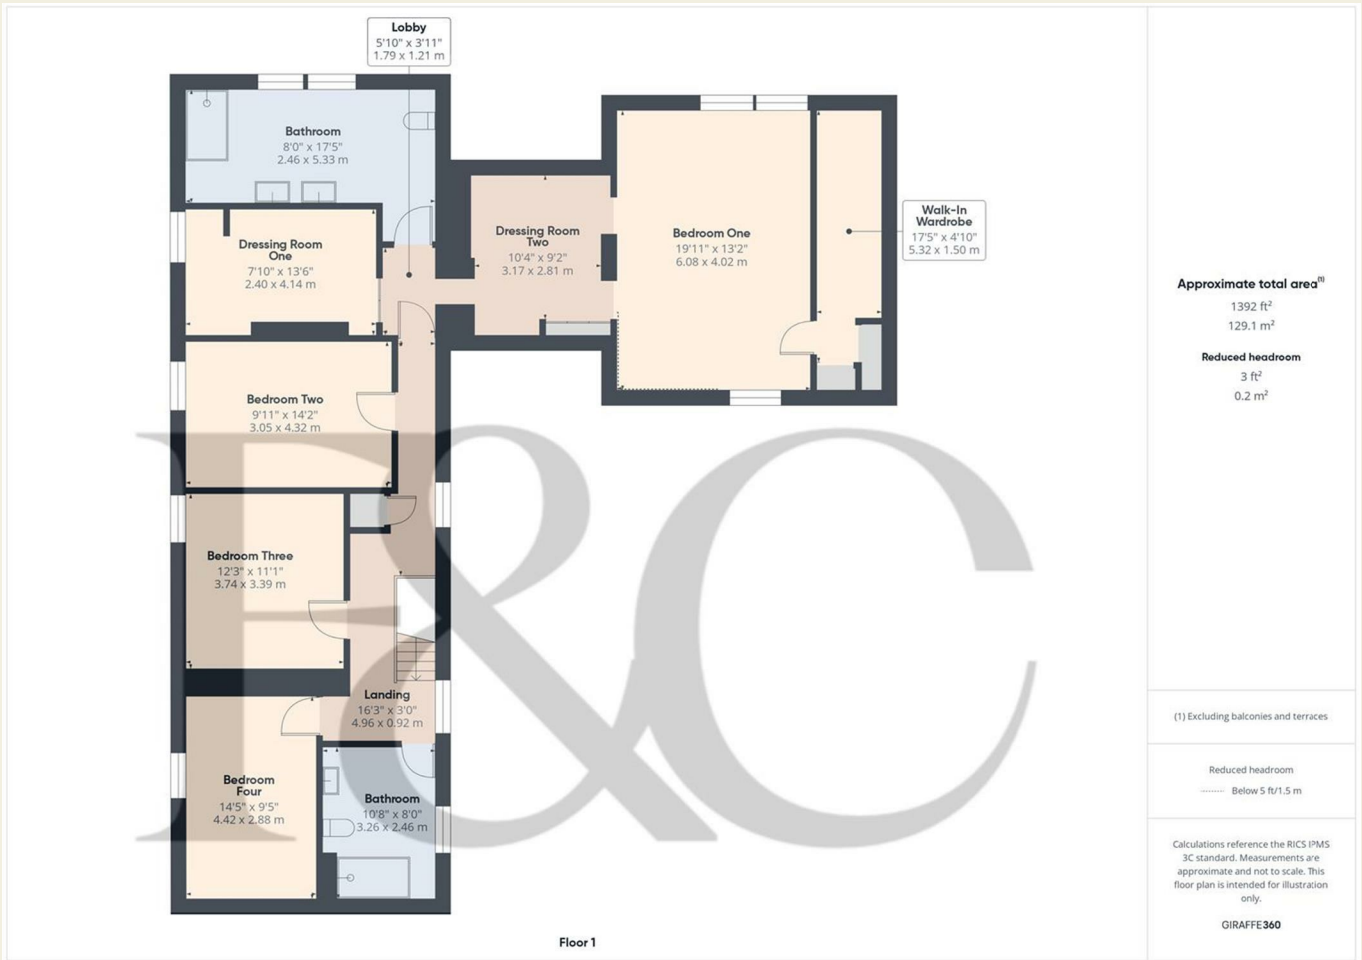 Lobby
5'10" x 3'11"
1.79 x 1.21 m
Bathroom
8'0" x 17'5"
2.46 x 5.33 m
Dressing Room
One
7'10" x 13'6"
2.40 x 4.14 m
Dressing Room
Two
10'4" x 9'2"
3.17 x 2.81 m
Bedroom One
19'11" x 13'2"
6.08 x 4.02 m
Walk-In
Wardrobe
17'5" x 4'10"
5.32 x 1.50 m
Bedroom Two
9'11" x 14'2"
3.05 x 4.32 m
Bedroom Three
12'3" x 11'1"
3.74 x 3.39 m
Landing
16'3" x 3'0"
4.96 x 0.92 m
Bedroom
Four
14'5" x 9'5"
4.42 x 2.88 m
Bathroom
10'8" x 8'0"
3.26 x 2.46 m
F&C
Floor 1
Approximate total area(1)
1392 ft²
129.1 m²
Reduced headroom
3 ft²
0.2 m²
(1) Excluding balconies and terraces
Reduced headroom
Below 5 ft/1.5 m
Calculations reference the RICS IPMS
3C standard. Measurements are
approximate and not to scale. This
floor plan is intended for illustration
only.
GIRAFFE360